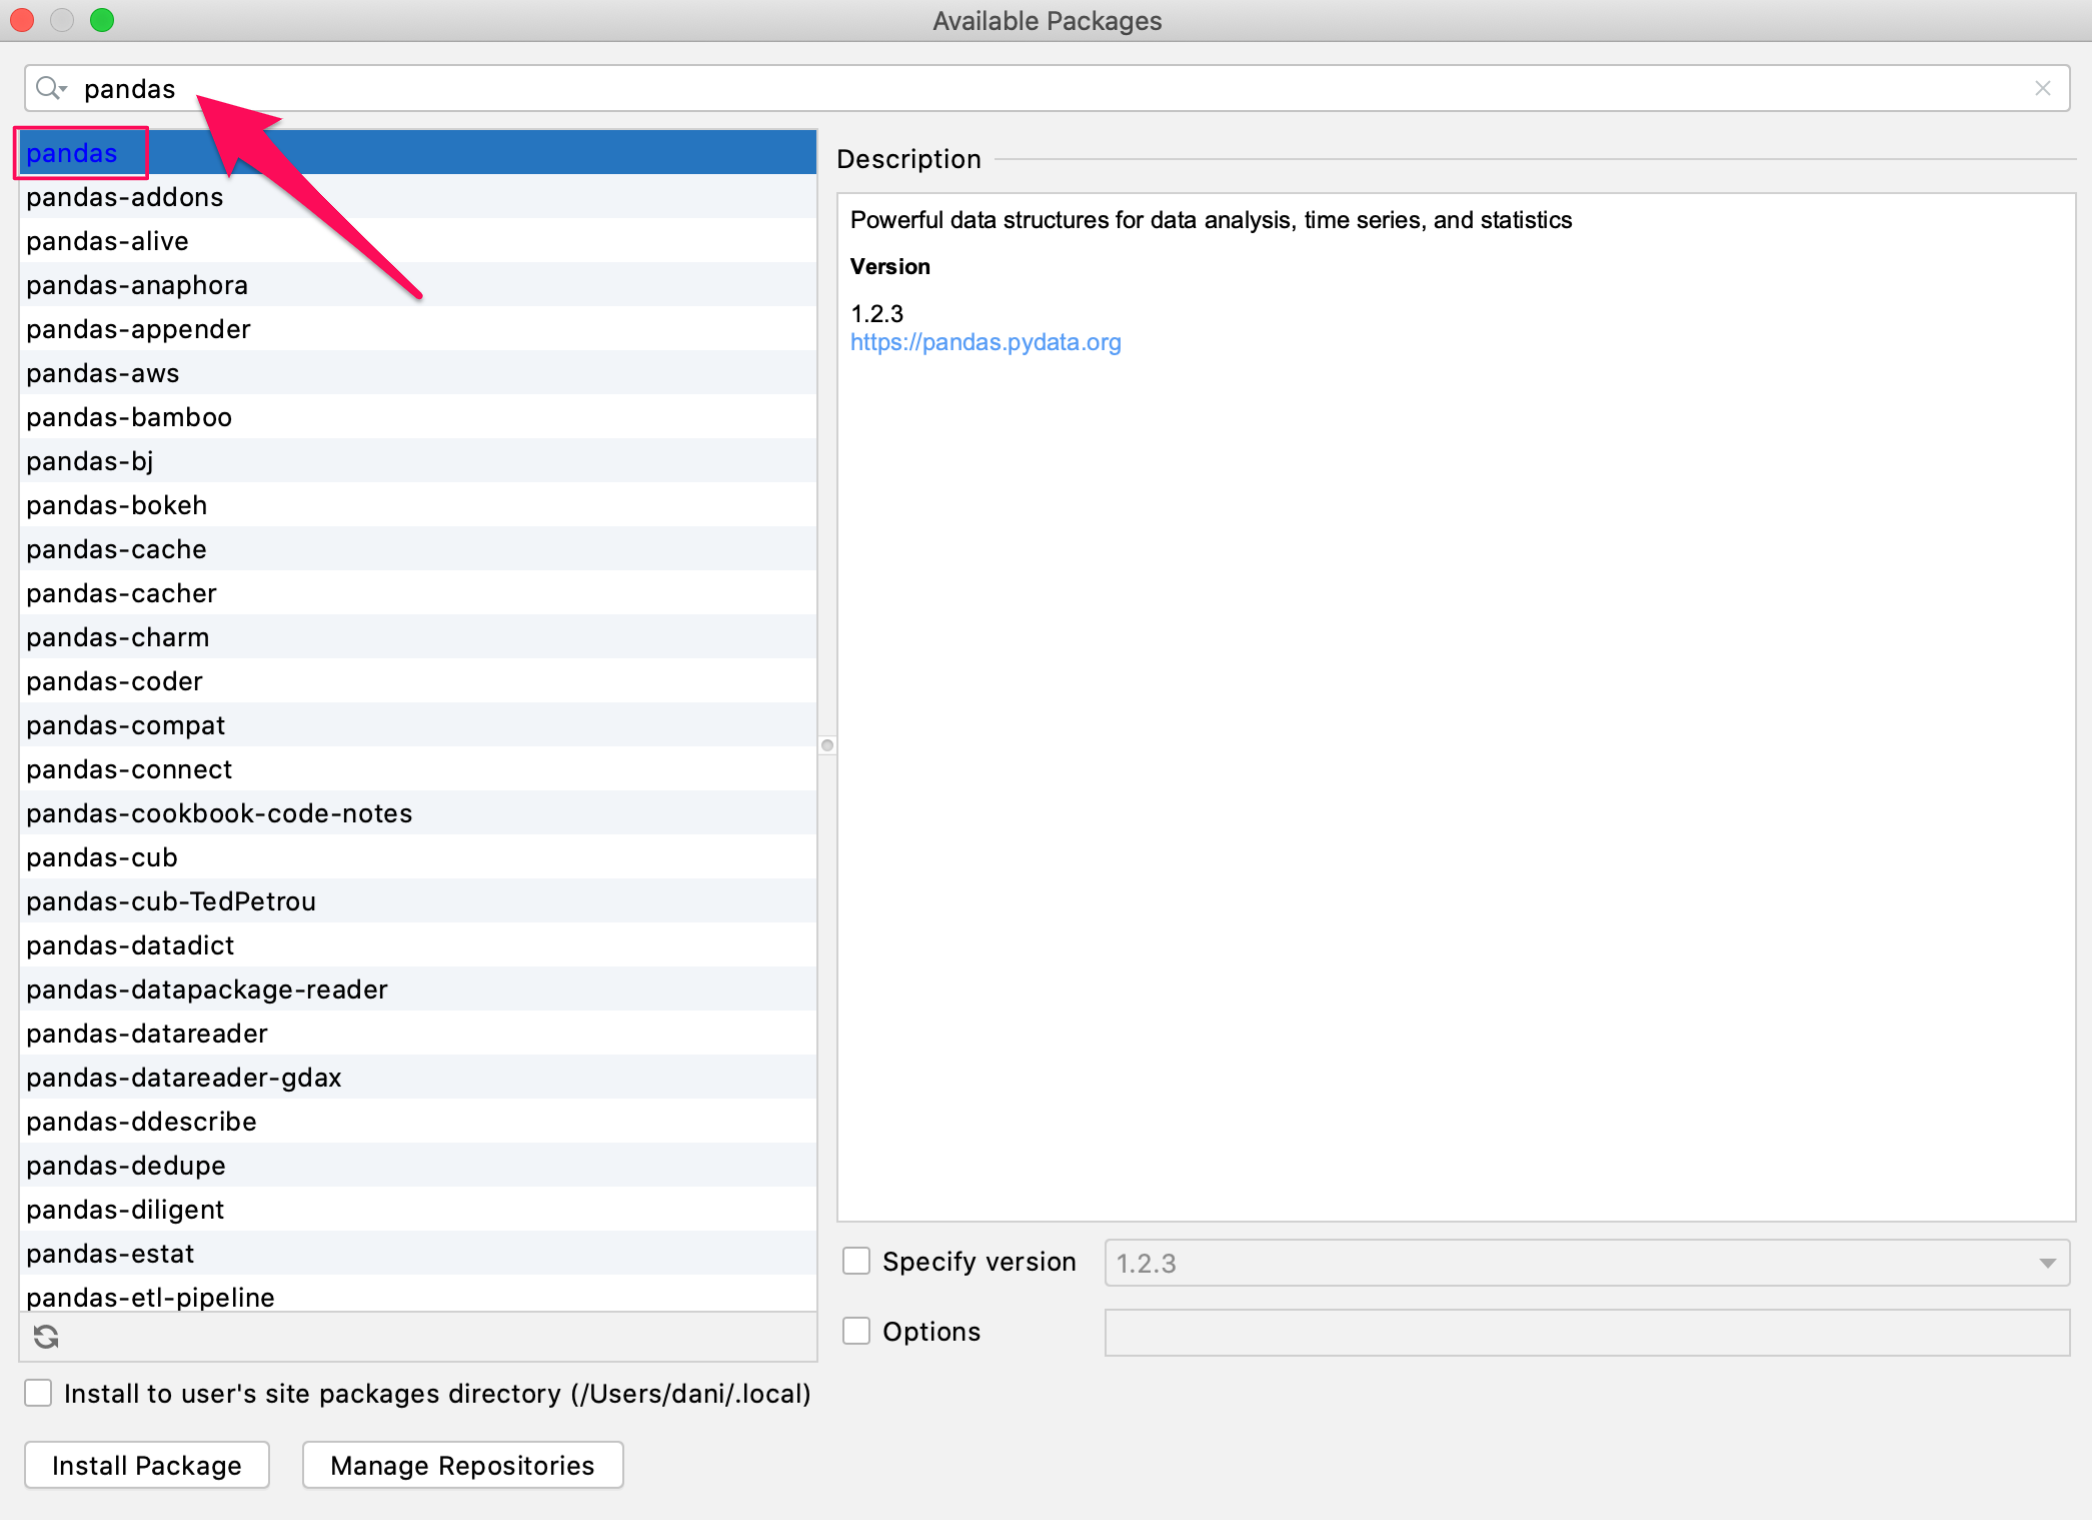 Available Packages
pandas
pandas
pandas-addons
pandas-alive
pandas-anaphora
pandas-appender
pandas-aws
pandas-bamboo
pandas-bj
pandas-bokeh
pandas-cache
pandas-cacher
pandas-charm
pandas-coder
pandas-compat
pandas-connect
pandas-cookbook-code-notes
pandas-cub
pandas-cub-TedPetrou
pandas-datadict
pandas-datapackage-reader
pandas-datareader
pandas-datareader-gdax
pandas-ddescribe
pandas-dedupe
pandas-diligent
pandas-estat
pandas-etl-pipeline
Description
Powerful data structures for data analysis, time series, and statistics
Version
1.2.3
https://pandas.pydata.org
Specify version 1.2.3
Options
Install to user's site packages directory (/Users/dani/.local)
Install Package Manage Repositories